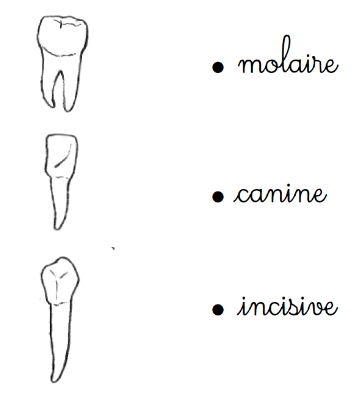 • molaire
• canine
• incisive